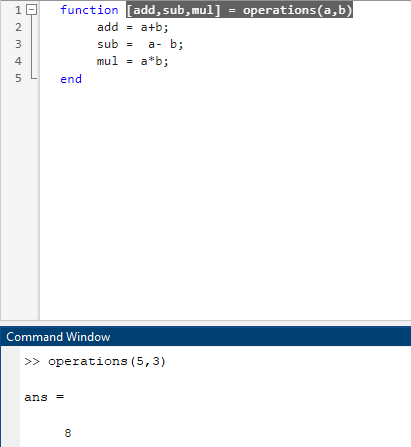 1 function [add,sub,mul] = operations(a,b)
2 add = a+b;
3 sub =  a- b;
4 mul = a*b;
5 end
Command Window
>> operations(5,3)
ans =
8